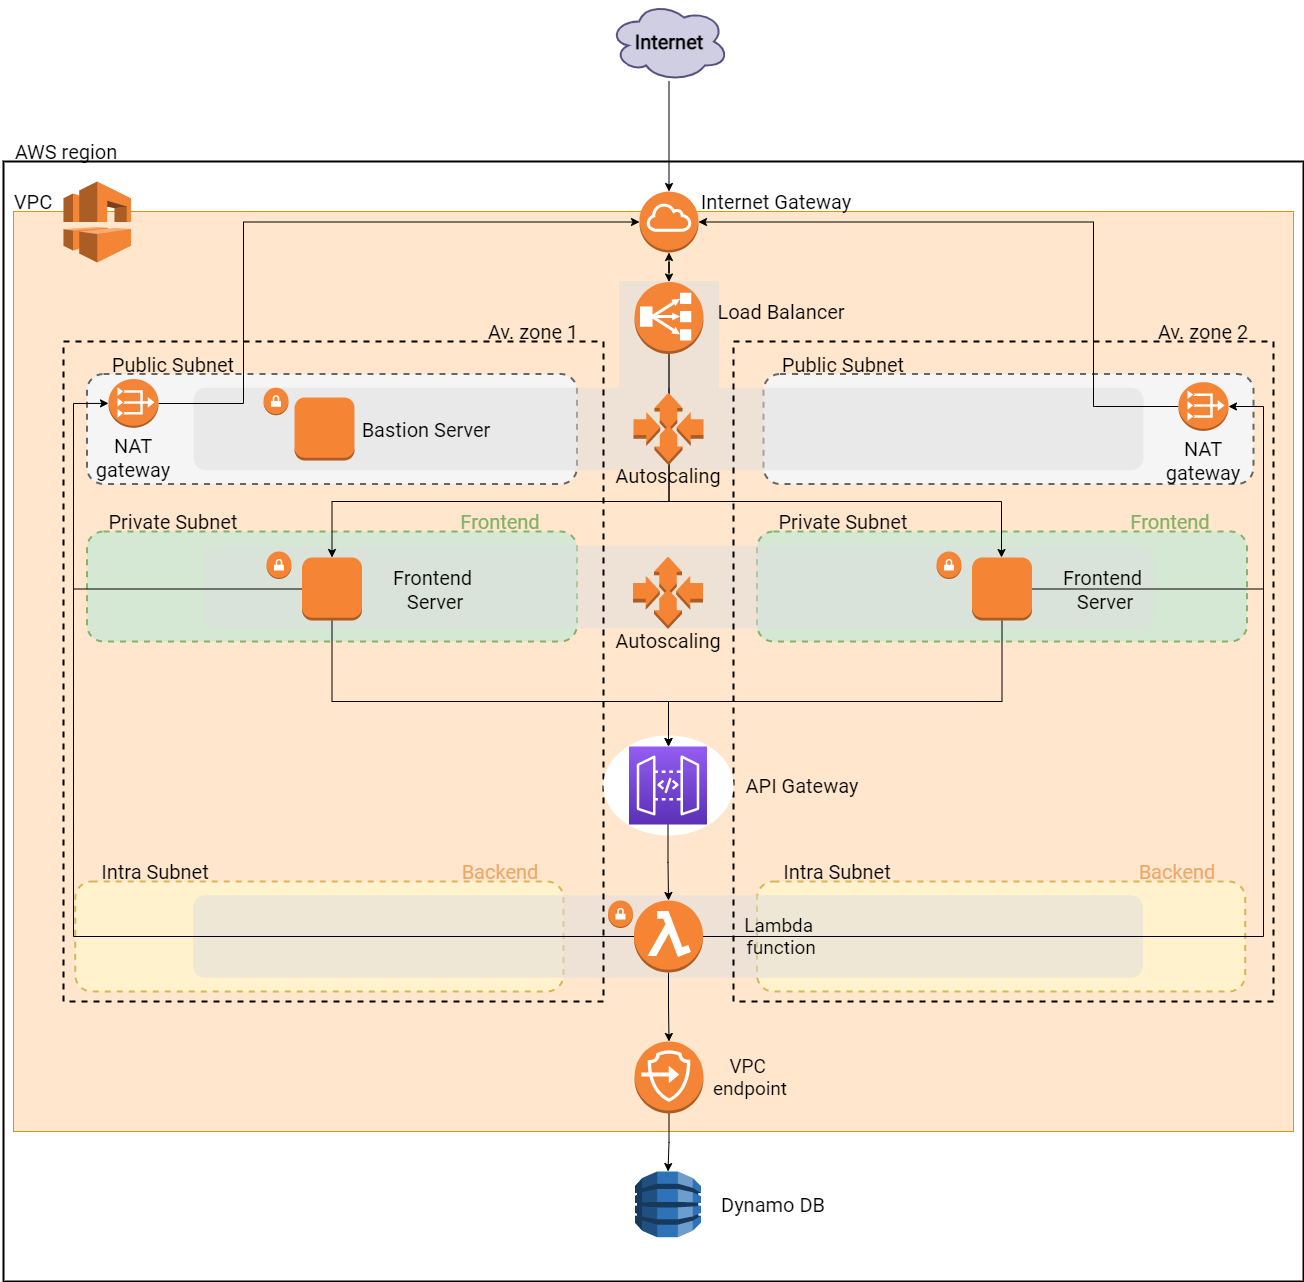 Internet
AWS region
VPC
Internet Gateway
Load Balancer
Av. zone 1
Av. zone 2
Public Subnet
Public Subnet
NAT
gateway
Bastion Server
Autoscaling
NAT
gateway
Private Subnet
Frontend
Private Subnet
Frontend
Frontend
Server
Frontend
Server
Autoscaling
</>
API Gateway
Intra Subnet
Backend
Intra Subnet
Backend
Lambda
function
VPC
endpoint
Dynamo DB